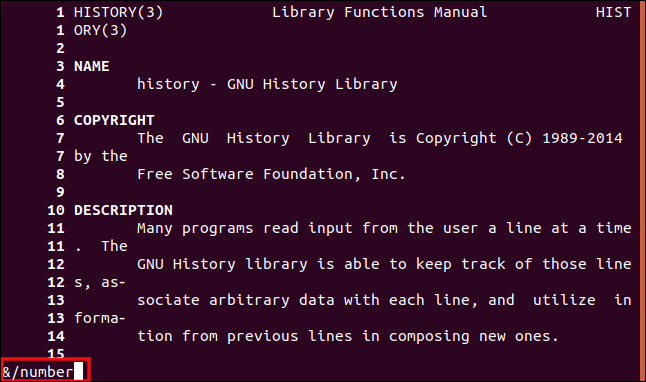 1 HISTORY(3)            Library Functions Manual            HIST
1 ORY(3)
2
3 NAME
4        history - GNU History Library
5
6 COPYRIGHT
7        The  GNU  History  Library  is Copyright (C) 1989-2014
7 by the
8        Free Software Foundation, Inc.
9
10 DESCRIPTION
11        Many programs read input from the user a line at a time
11 .  The
12        GNU History library is able to keep track of those line
12 s, as-
13        sociate arbitrary data with each line, and  utilize  in
13 forma-
14        tion from previous lines in composing new ones.
15
&/number